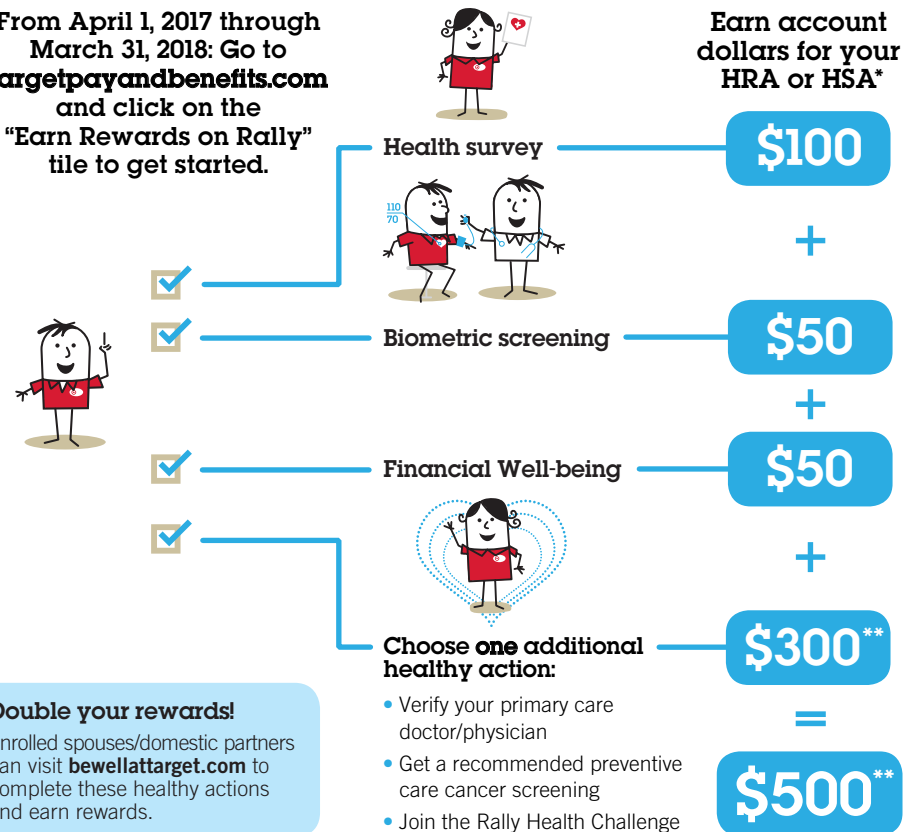 From April 1, 2017 through
March 31, 2018: Go to
argetpayandbenefits.com
and click on the
“Earn Rewards on Rally”
tile to get started.
Earn account
dollars for your
HRA or HSA*
Health survey
$100
+
110
70
Biometric screening
$50
+
Financial Well-being
$50
+
Choose one additional
healthy action:
$300**
• Verify your primary care
doctor/physician
• Get a recommended preventive
care cancer screening
• Join the Rally Health Challenge
=
$500**
Double your rewards!
nrolled spouses/domestic partners
an visit bewellattarget.com to
omplete these healthy actions
nd earn rewards.